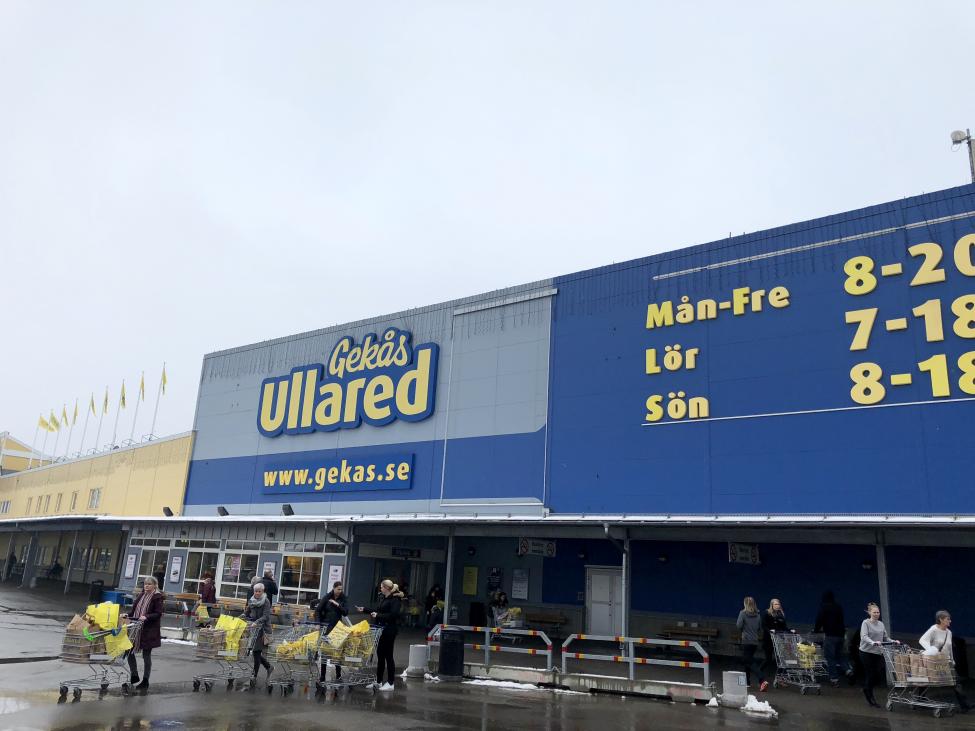 Gekås
Ullared
www.gekas.se
Mån-Fre 8-20
Lör 7-18
Sön 8-18